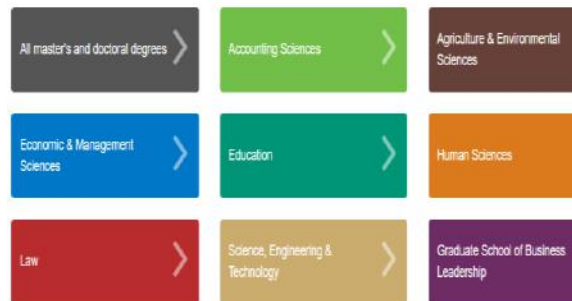 All master's and doctoral degrees
Accounting Sciences
Agriculture & Environmental
Sciences
Economic & Management
Sciences
Education
Human Sciences
Law
Science, Engineering &
Technology
Graduate School of Business
Leadership